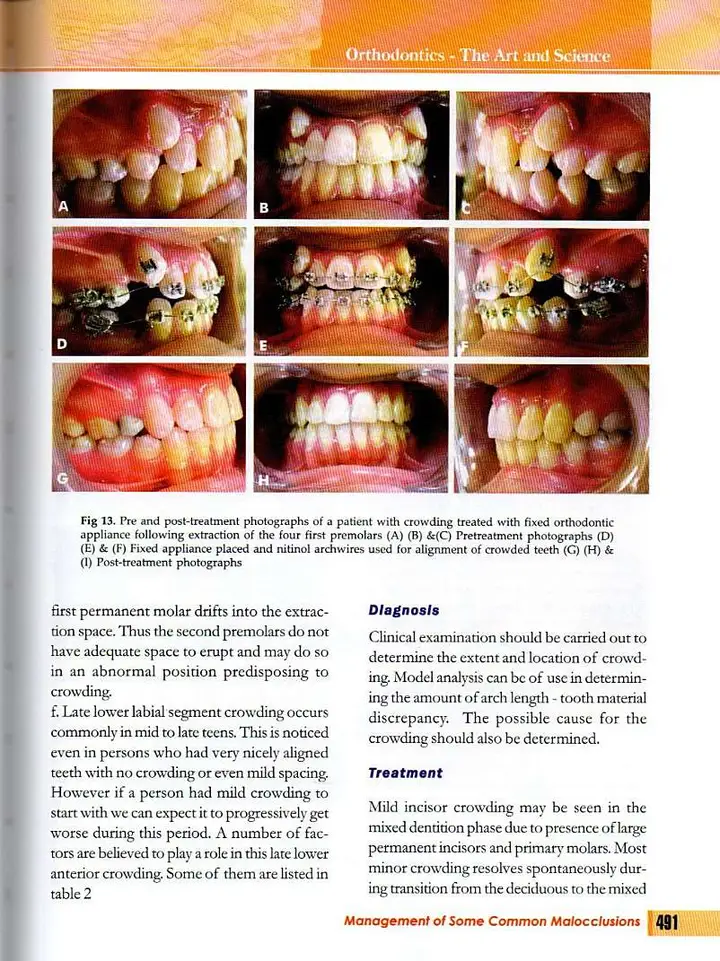 Orthodontics - The Art and Science
A
B
C
D
E
F
G
H
Fig 13. Pre and post-treatment photographs of a patient with crowding treated with fixed orthodontic
appliance following extraction of the four first premolars (A) (B) &(C) Pretreatment photographs (D)
(E) & (F) Fixed appliance placed and nitinol archwires used for alignment of crowded teeth (G) (H) &
(I) Post-treatment photographs
first permanent molar drifts into the extrac-
tion space. Thus the second premolars do not
have adequate space to erupt and may do so
in an abnormal position predisposing to
crowding.
f. Late lower labial segment crowding occurs
commonly in mid to late teens. This is noticed
even in persons who had very nicely aligned
teeth with no crowding or even mild spacing.
However if a person had mild crowding to
start with we can expect it to progressively get
worse during this period. A number of fac-
tors are believed to play a role in this late lower
anterior crowding. Some of them are listed in
table 2
Diagnosis
Clinical examination should be carried out to
determine the extent and location of crowd-
ing. Model analysis can be of use in determin-
ing the amount of arch length - tooth material
discrepancy. The possible cause for the
crowding should also be determined.
Treatment
Mild incisor crowding may be seen in the
mixed dentition phase due to presence of large
permanent incisors and primary molars. Most
minor crowding resolves spontaneously dur-
ing transition from the deciduous to the mixed
Management of Some Common Malocclusions 491